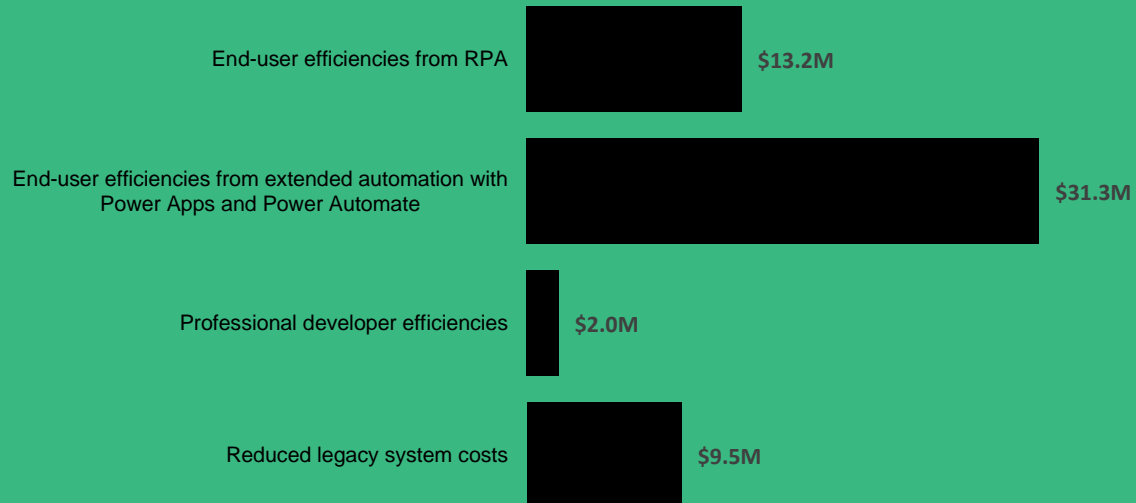 End-user efficiencies from RPA
$13.2M
End-user efficiencies from extended automation with
Power Apps and Power Automate
$31.3M
Professional developer efficiencies
$2.0M
Reduced legacy system costs
$9.5M